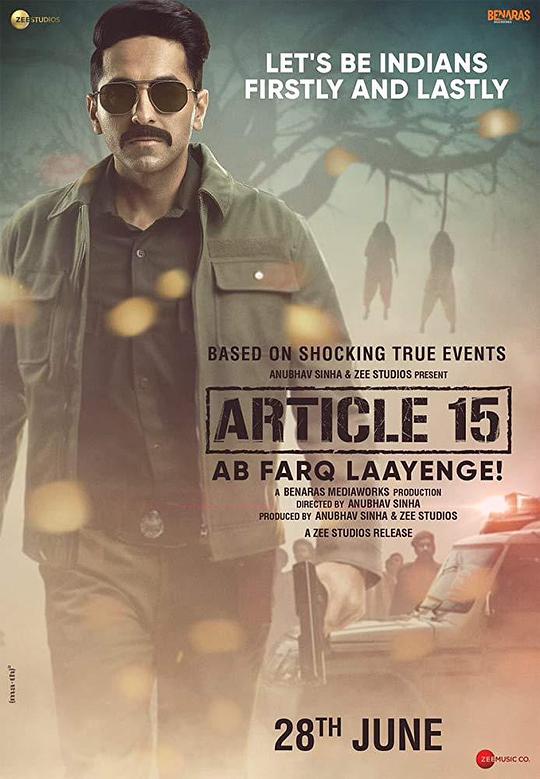 ZEE STUDIOS
BENARAS
LET'S BE INDIANS
FIRSTLY AND LASTLY
BASED ON SHOCKING TRUE EVENTS
ANUBHAV SINHA & ZEE STUDIOS PRESENT
ARTICLE 15
AB FARQ LAAYENGE!
A BENARAS MEDIAWORKS PRODUCTION
DIRECTED BY ANUBHAV SINHA
PRODUCED BY ANUBHAV SINHA & ZEE STUDIOS
A ZEE STUDIOS RELEASE
28TH JUNE
ZEE MUSIC CO.